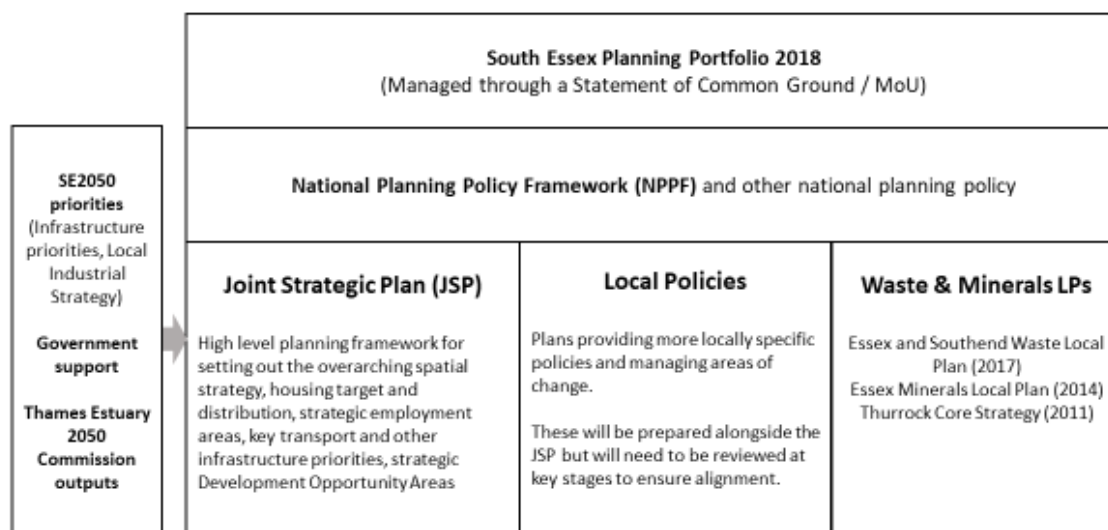 South Essex Planning Portfolio 2018
(Managed through a Statement of Common Ground / MoU)
SE2050
priorities
(Infrastructure
priorities, Local
Industrial
Strategy)
Government
support
Thames Estuary
2050
Commission
outputs
National Planning Policy Framework (NPPF) and other national planning policy
Joint Strategic Plan (JSP)
High level planning framework for
setting out the overarching spatial
strategy, housing target and
distribution, strategic employment
areas, key transport and other
infrastructure priorities, strategic
Development Opportunity Areas
Local Policies
Plans providing more locally specific
policies and managing areas of
change.
These will be prepared alongside the
JSP but will need to be reviewed at
key stages to ensure alignment.
Waste & Minerals LPs
Essex and Southend Waste Local
Plan (2017)
Essex Minerals Local Plan (2014)
Thurrock Core Strategy (2011)